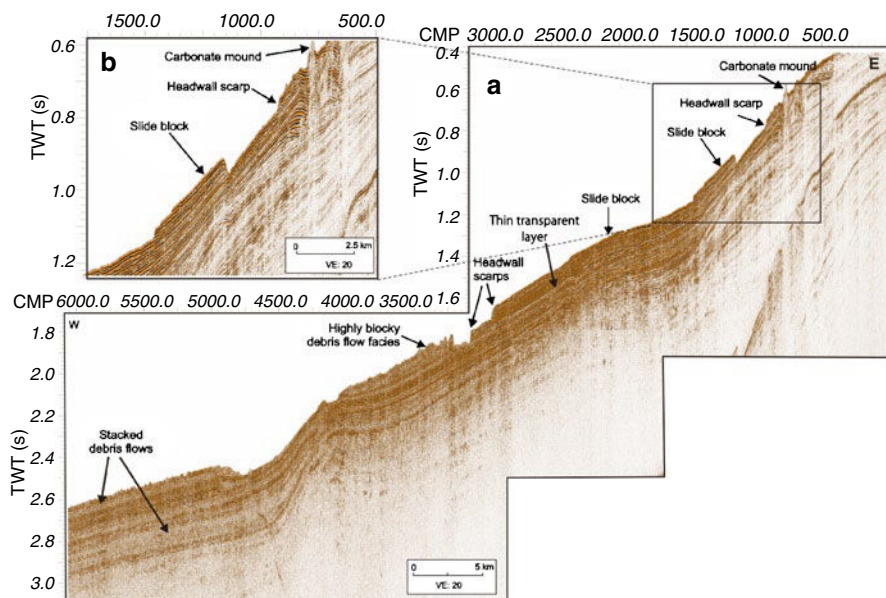 1500.0 1000.0 500.0
b
TWT (s)
0.6
0.8
1.0
1.2
Carbonate mound
Headwall scarp
Slide block
0 2.5 km
VE: 20
CMP 3000.0 2500.0 1500.0 500.0
a
E
TWT (s)
0.4
0.6
0.8
1.0
1.2
1.4
1.6
Carbonate mound
Headwall scarp
Slide block
Slide block
Thin transparent
layer
Headwall
scarps
CMP 6000.0 5500.0 5000.0 4500.0 4000.0 3500.0
W
TWT (s)
1.8
2.0
2.2
2.4
2.6
2.8
3.0
Highly blocky
debris flow facies
Stacked
debris flows
0 5 km
VE: 20